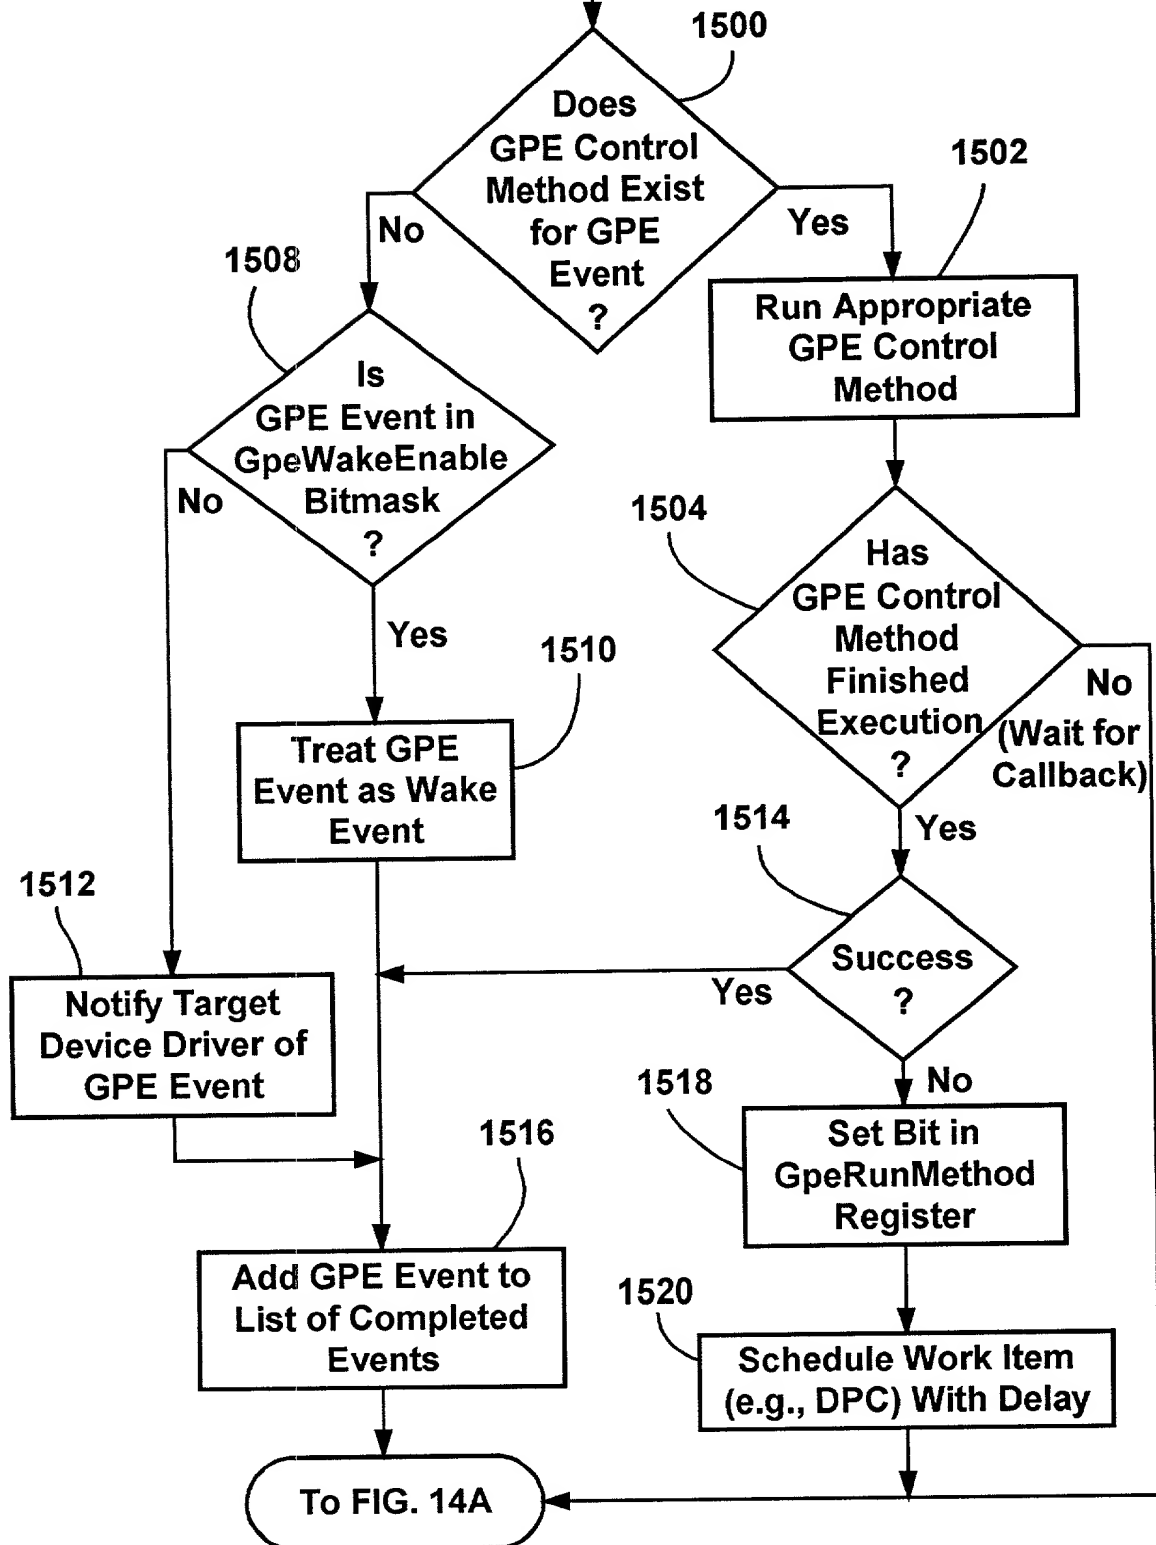 1500
Does
GPE Control
Method Exist
for GPE
Event
?
No
Yes
1502
Run Appropriate
GPE Control
Method
1508
Is
GPE Event in
GpeWakeEnable
Bitmask
?
No
Yes
1504
Has
GPE Control
Method
Finished
Execution
?
No
(Wait for
Callback)
Yes
1510
Treat GPE
Event as Wake
Event
1514
Success
?
Yes
No
1512
Notify Target
Device Driver of
GPE Event
1518
Set Bit in
GpeRunMethod
Register
1516
Add GPE Event to
List of Completed
Events
1520
Schedule Work Item
(e.g., DPC) With Delay
To FIG. 14A